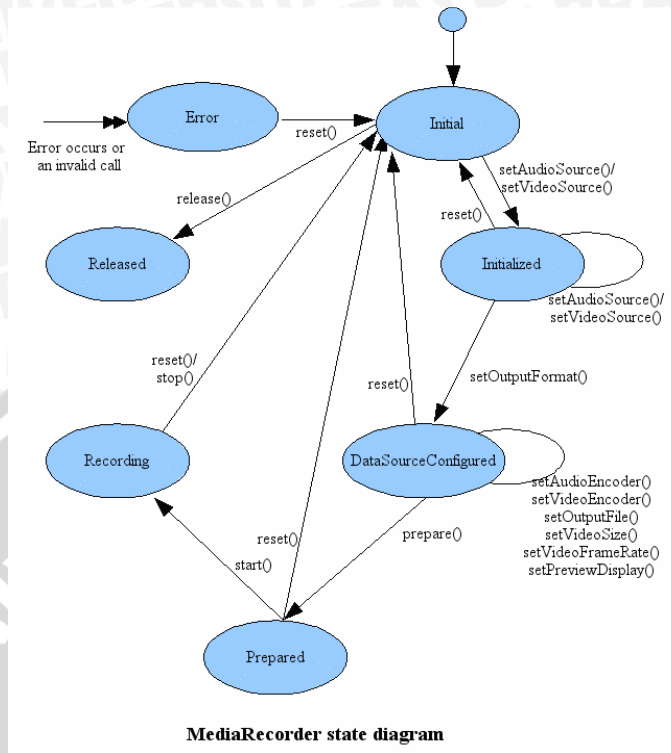 Error
Initial
reset()
Error occurs or
an invalid call
setAudioSource()/
setVideoSource()
release()
reset()
Released
Initialized
setAudioSource()/
setVideoSource()
reset()/
stop()
reset()
setOutputFormat()
Recording
DataSourceConfigured
setAudioEncoder()
setVideoEncoder()
setOutputFile()
setVideoSize()
setVideoFrameRate()
setPreviewDisplay()
reset()
prepare()
start()
Prepared
MediaRecorder state diagram